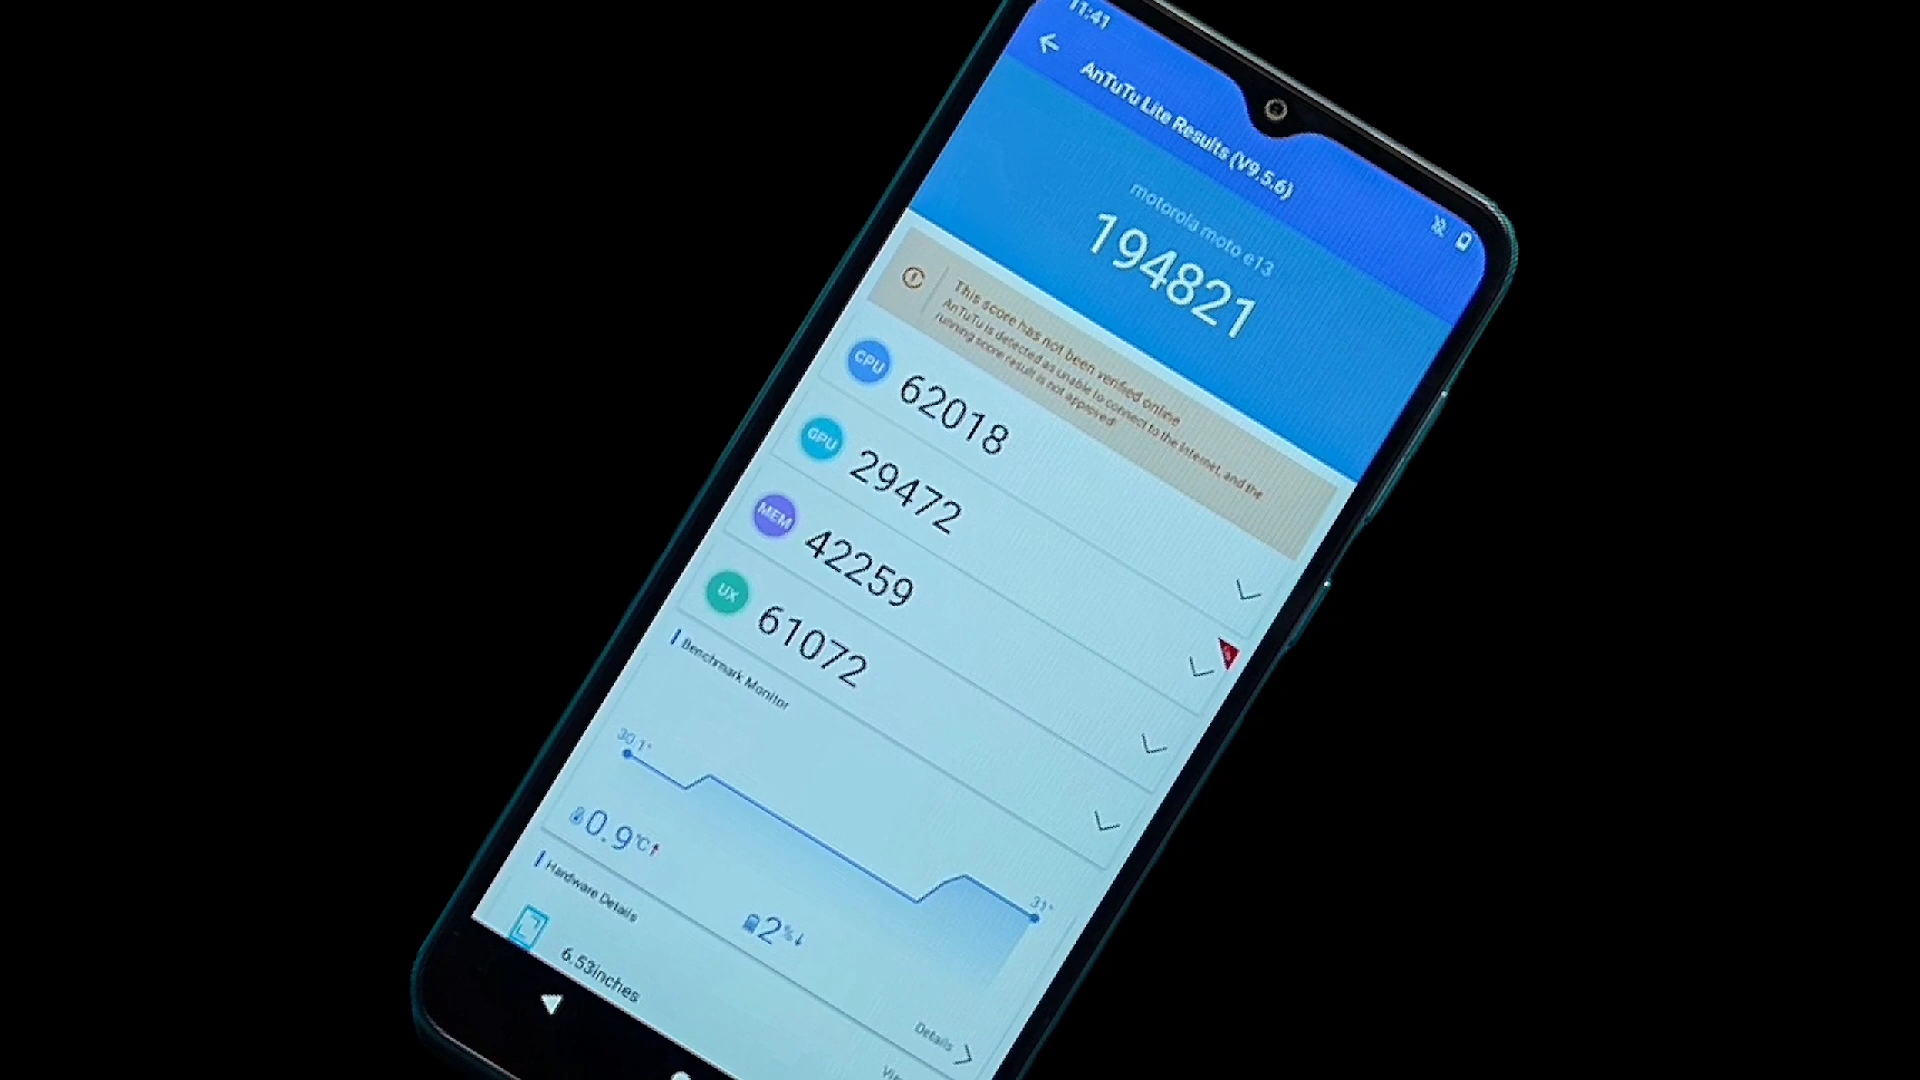 11:41
AnTuTu Lite Results (V9.5.6)
motorola moto e13
194821
This score has not been verified online
AnTuTu is detected as unable to connect to the Internet, and the
running score result is not approved!
CPU 62018
GPU 29472
MEM 42259
UX 61072
Benchmark Monitor
30.1°
31°
0.9°C
2%
Hardware Details
6.53inches
Details